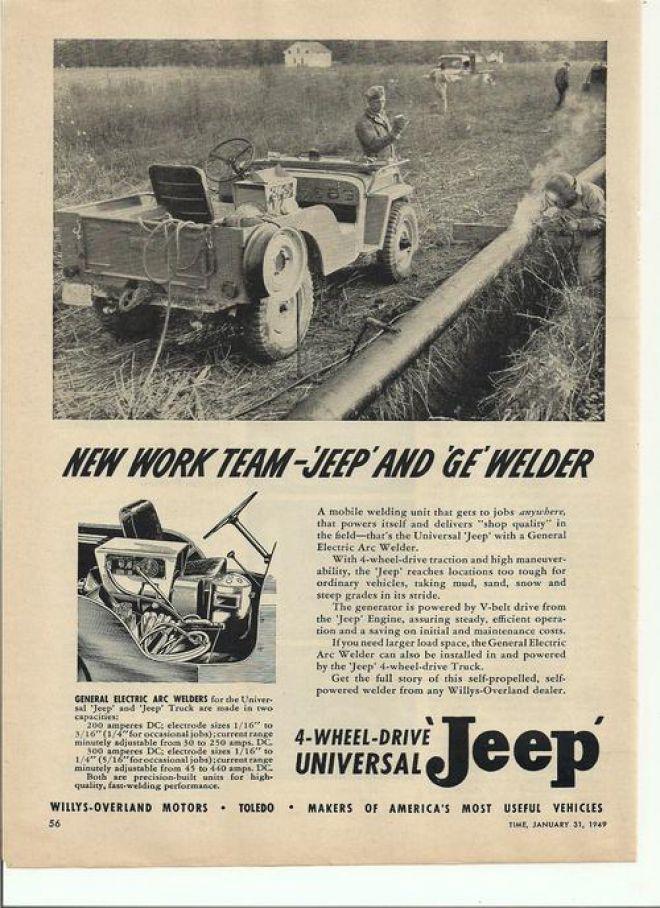 NEW WORK TEAM–'JEEP' AND 'GE' WELDER
A mobile welding unit that gets to jobs anywhere,
that powers itself and delivers "shop quality" in
the field—that's the Universal 'Jeep' with a General
Electric Arc Welder.
With 4-wheel-drive traction and high maneuver-
ability, the 'Jeep' reaches locations too tough for
ordinary vehicles, taking mud, sand, snow and
steep grades in its stride.
The generator is powered by V-belt drive from
the 'Jeep' Engine, assuring steady, efficient opera-
tion and a saving on initial and maintenance costs.
If you need larger load space, the General Electric
Arc Welder can also be installed in and powered
by the 'Jeep' 4-wheel-drive Truck.
Get the full story of this self-propelled, self-
powered welder from any Willys-Overland dealer.
GENERAL ELECTRIC ARC WELDERS for the Univer-
sal 'Jeep' and 'Jeep' Truck are made in two
capacities:
200 amperes DC; electrode sizes 1/16" to
3/16" (1/4" for occasional jobs); current range
minutely adjustable from 30 to 250 amps. DC.
300 amperes DC; electrode sizes 1/16" to
1/4" (5/16" for occasional jobs); current range
minutely adjustable from 45 to 440 amps. DC.
Both are precision-built units for high-
quality, fast-welding performance.
4-WHEEL-DRIVE
UNIVERSAL 'Jeep'
WILLYS-OVERLAND MOTORS • TOLEDO • MAKERS OF AMERICA'S MOST USEFUL VEHICLES
56
TIME, JANUARY 31, 1949